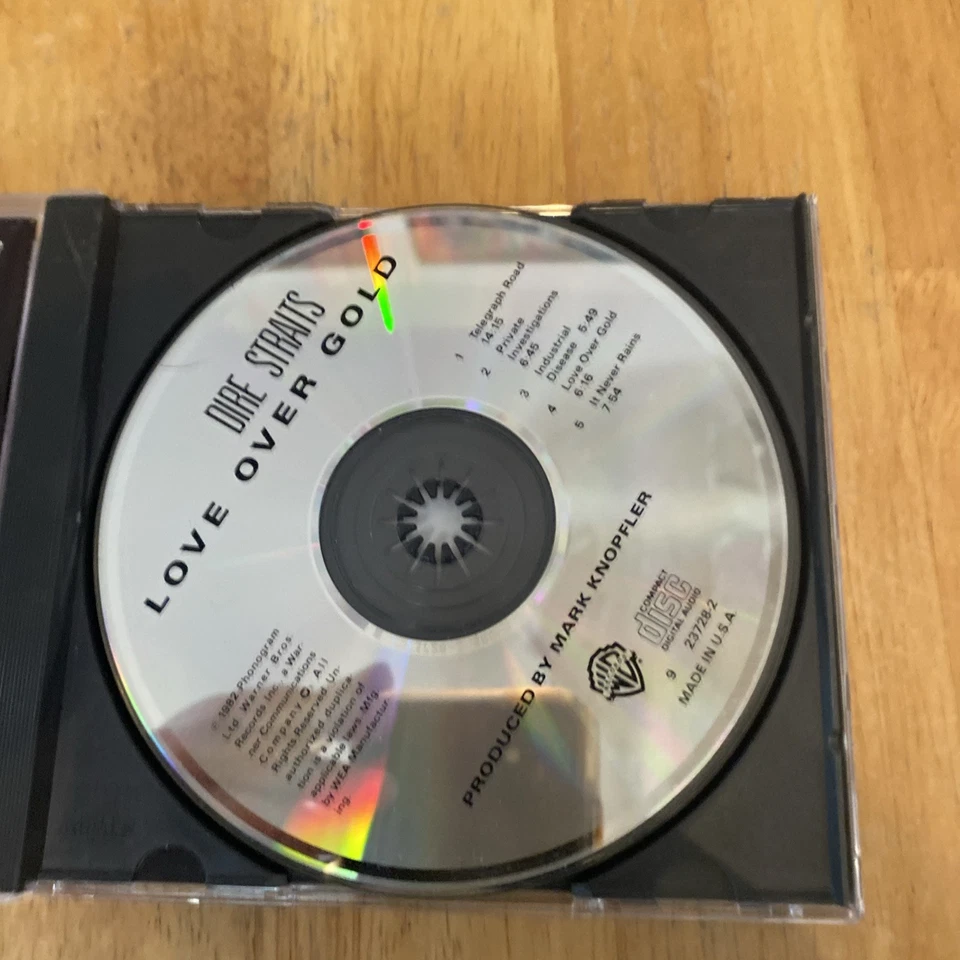 DIRE STRAITS
LOVE OVER GOLD
1 Telegraph Road
14:15
2 Private
Investigations
6:45
3 Industrial
Disease 5:49
4 Love Over Gold
6:16
5 It Never Rains
7:54
PRODUCED BY MARK KNOPFLER
COMPACT
disc
DIGITAL AUDIO
9 23728-2
MADE IN U.S.A
1982 Phonogram
Ltd. Warner Bros.
Records Inc., a War-
ner Communications
Company. All
Rights Reserved. Un-
authorized duplica-
tion is a violation of
applicable laws. Mfg.
by WEA Manufactur-
ing.